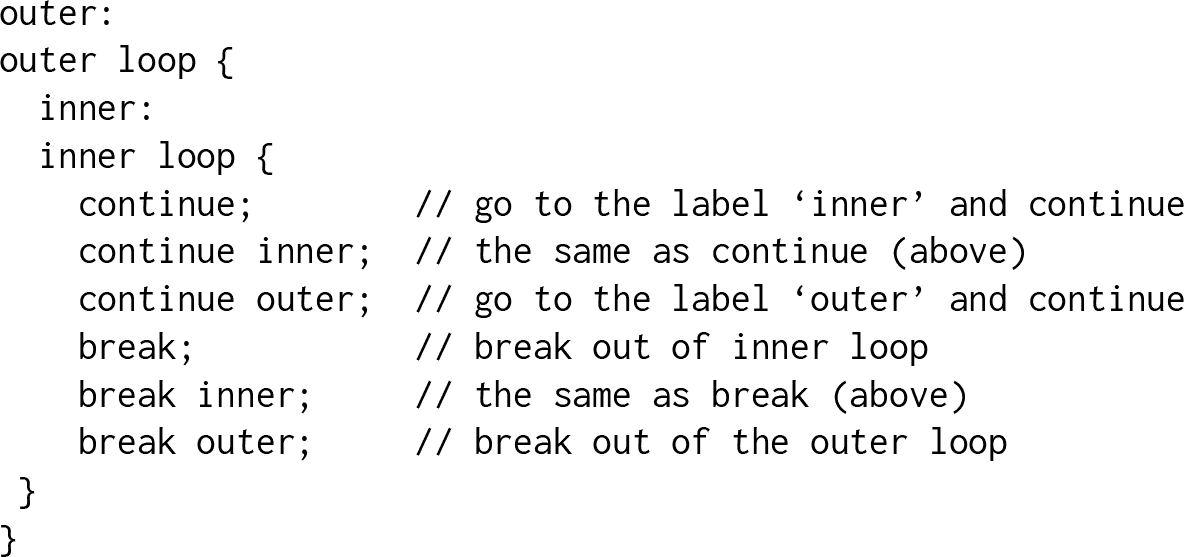 outer:
outer loop {
  inner:
  inner loop {
    continue;        // go to the label ‘inner’ and continue
    continue inner;  // the same as continue (above)
    continue outer;  // go to the label ‘outer’ and continue
    break;           // break out of inner loop
    break inner;     // the same as break (above)
    break outer;     // break out of the outer loop
 }
}